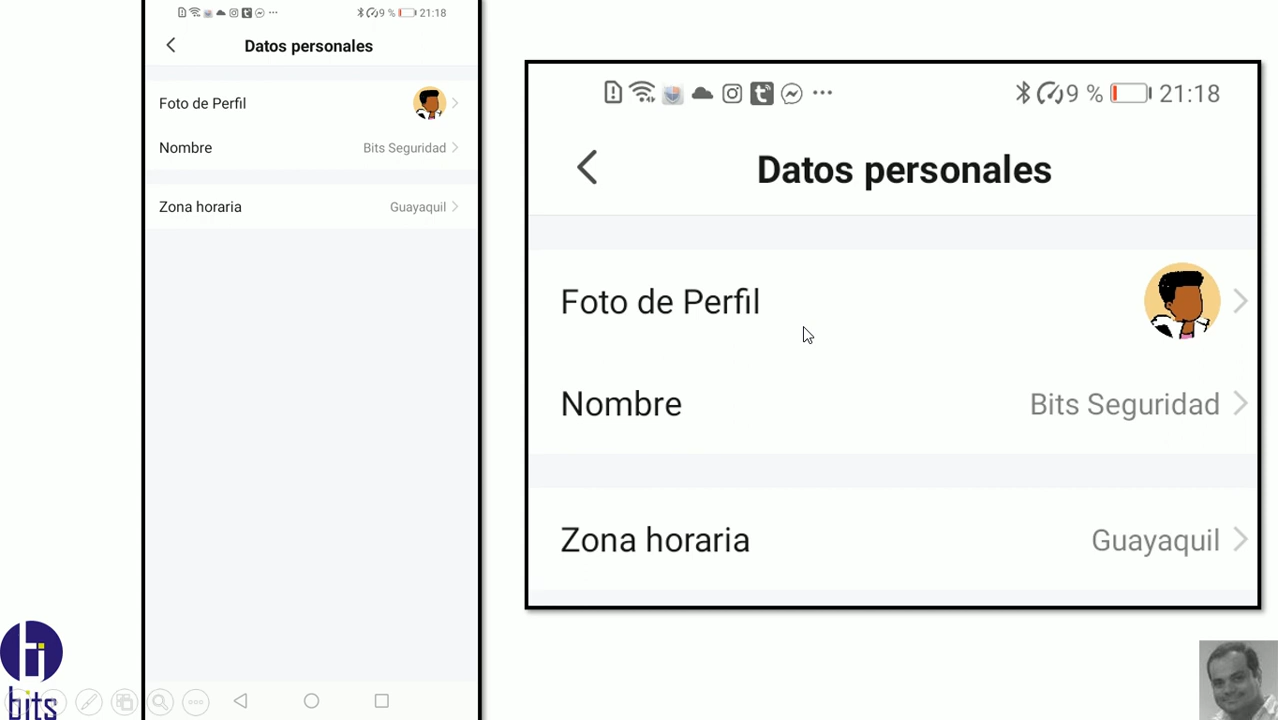 9 % 21:18
Datos personales
Foto de Perfil
Nombre Bits Seguridad
Zona horaria Guayaquil
9 % 21:18
Datos personales
Foto de Perfil
Nombre Bits Seguridad
Zona horaria Guayaquil
bits